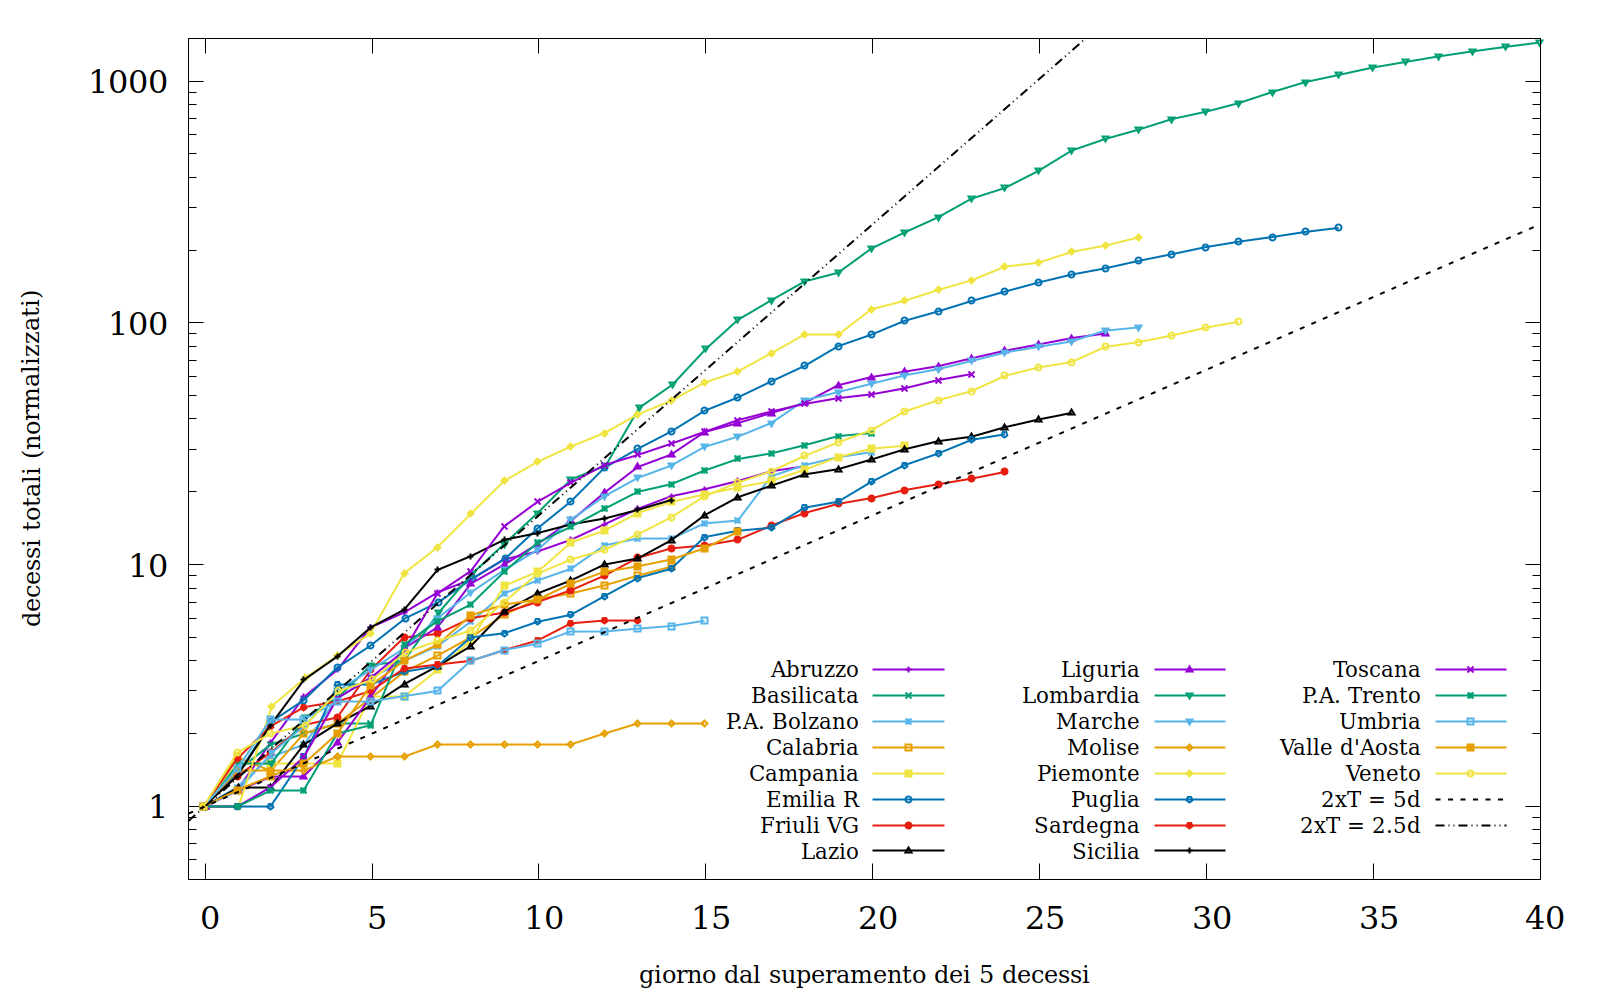 1000
100
10
1
decessi totali (normalizzati)
Abruzzo Liguria Toscana
Basilicata Lombardia P.A. Trento
P.A. Bolzano Marche Umbria
Calabria Molise Valle d'Aosta
Campania Piemonte Veneto
Emilia R Puglia 2xT = 5d
Friuli VG Sardegna 2xT = 2.5d
Lazio Sicilia
0 5 10 15 20 25 30 35 40
giorno dal superamento dei 5 decessi